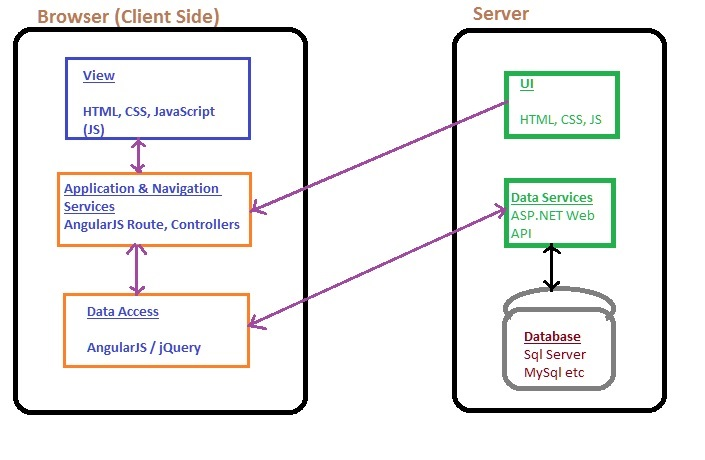 Browser (Client Side)
View
HTML, CSS, JavaScript
(JS)
Application & Navigation
Services
AngularJS Route, Controllers
Data Access
AngularJS / jQuery
Server
UI
HTML, CSS, JS
Data Services
ASP.NET Web
API
Database
Sql Server
MySql etc